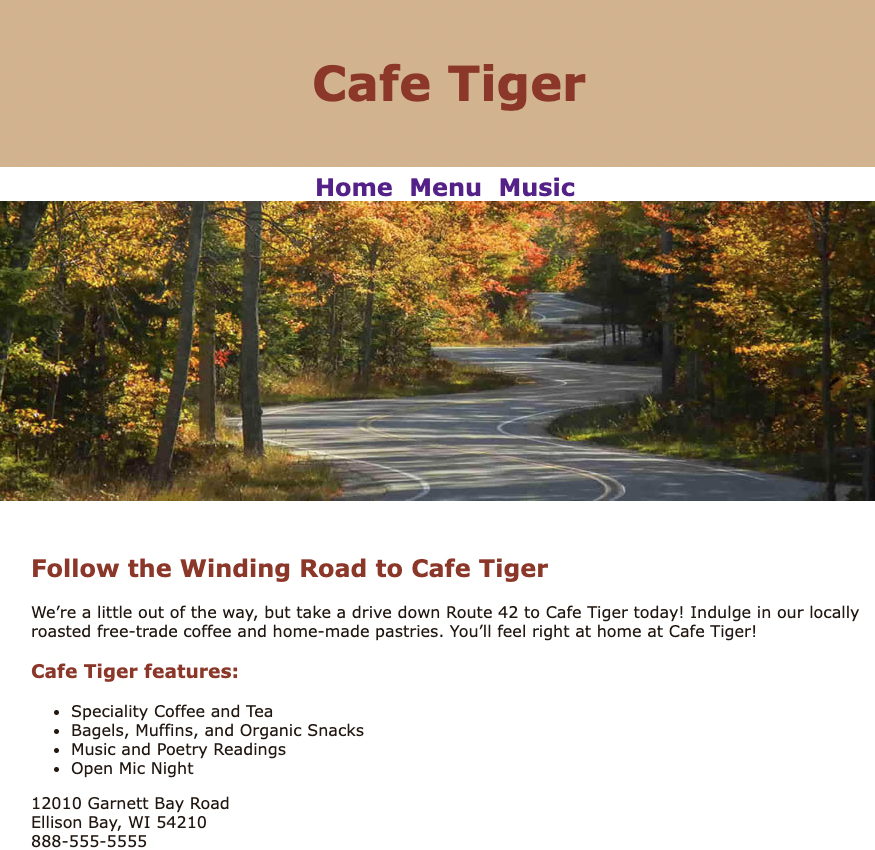 Cafe Tiger
Home Menu Music
Follow the Winding Road to Cafe Tiger
We’re a little out of the way, but take a drive down Route 42 to Cafe Tiger today! Indulge in our locally
roasted free-trade coffee and home-made pastries. You’ll feel right at home at Cafe Tiger!
Cafe Tiger features:
• Speciality Coffee and Tea
• Bagels, Muffins, and Organic Snacks
• Music and Poetry Readings
• Open Mic Night
12010 Garnett Bay Road
Ellison Bay, WI 54210
888-555-5555